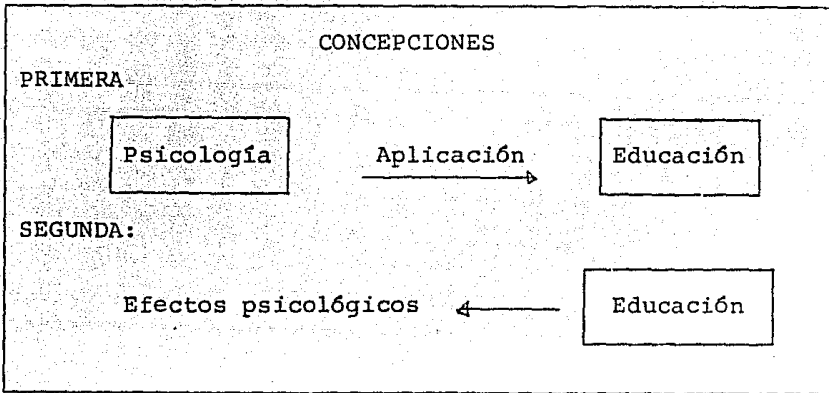 CONCEPCIONES
PRIMERA
Psicología Aplicación Educación
SEGUNDA:
Efectos psicológicos Educación